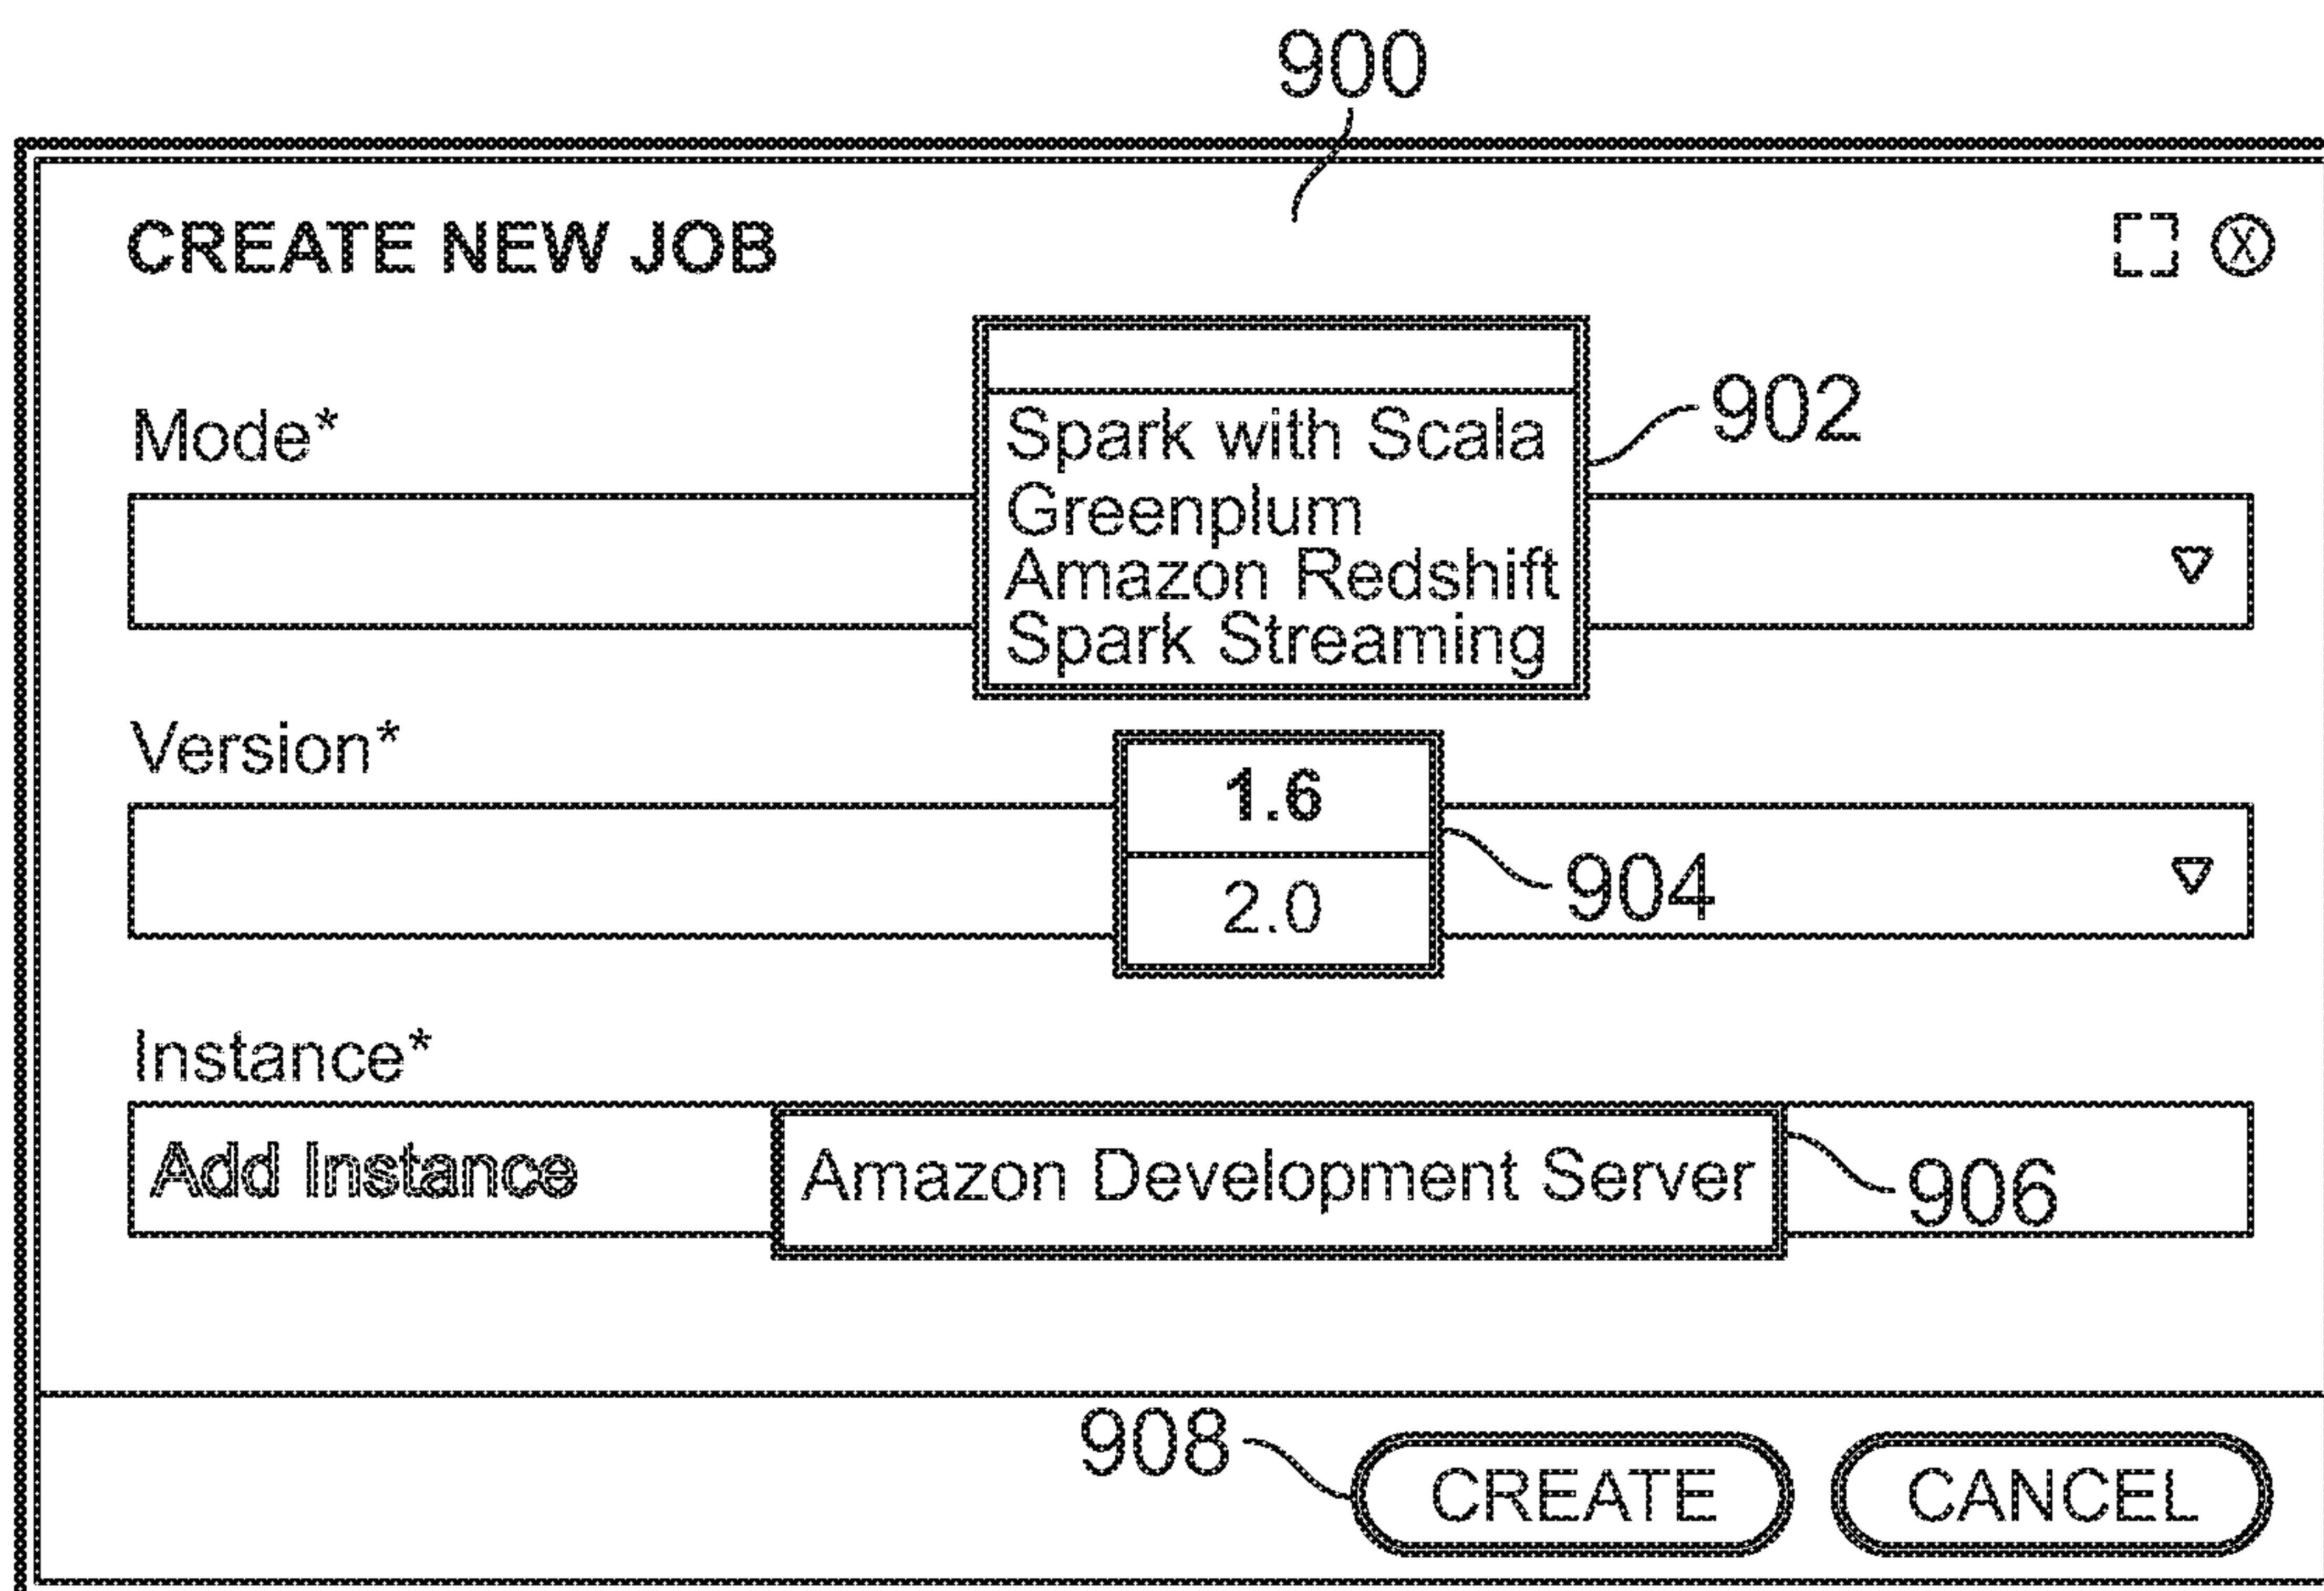 900
CREATE NEW JOB
X
Mode*
Spark with Scala
902
Greenplum
Amazon Redshift
Spark Streaming
Version*
1.6
2.0
904
Instance*
Add Instance
Amazon Development Server
906
908
CREATE
CANCEL